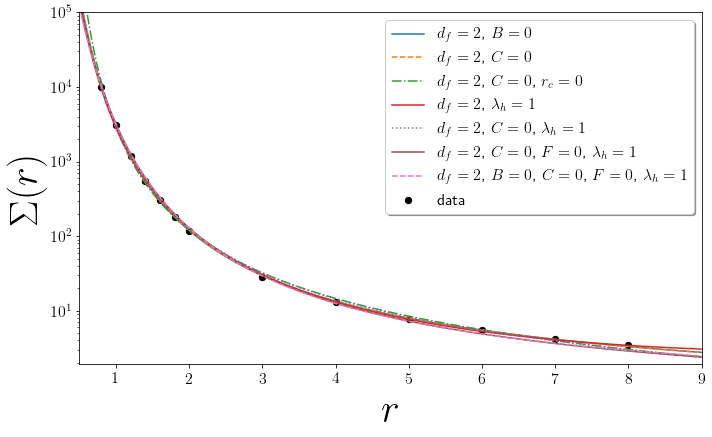 10^5
10^4
10^3
10^2
10^1
Σ(r)
d_f = 2, B = 0
d_f = 2, C = 0
d_f = 2, C = 0, r_c = 0
d_f = 2, λ_h = 1
d_f = 2, C = 0, λ_h = 1
d_f = 2, C = 0, F = 0, λ_h = 1
d_f = 2, B = 0, C = 0, F = 0, λ_h = 1
data
1 2 3 4 5 6 7 8 9
r